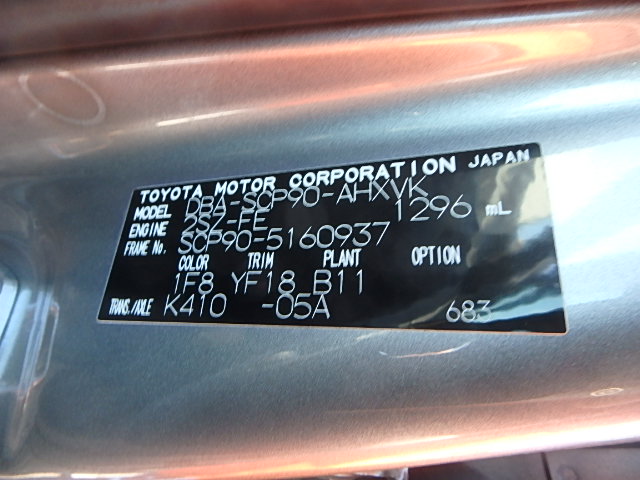 TOYOTA MOTOR CORPORATION JAPAN
MODEL DBA-SCP90-AHXVK
ENGINE 2SZ-FE 1296 mL
FRAME No. SCP90-5160937
COLOR TRIM PLANT OPTION
1F8 YF18 B11
TRANS./AXLE K410 -05A 683